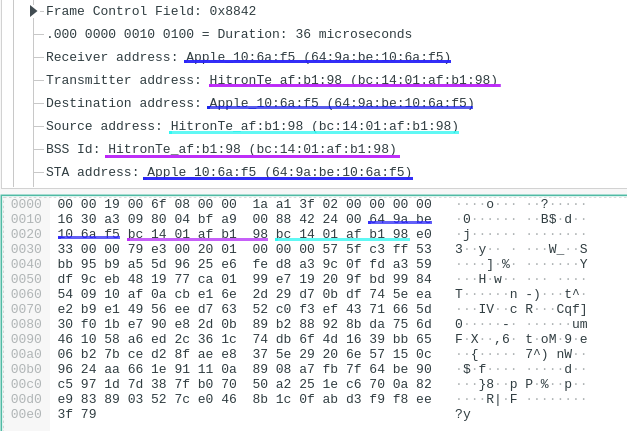 Frame Control Field: 0x8842
.000 0000 0010 0100 = Duration: 36 microseconds
Receiver address: Apple_10:6a:f5 (64:9a:be:10:6a:f5)
Transmitter address: HitronTe_af:b1:98 (bc:14:01:af:b1:98)
Destination address: Apple_10:6a:f5 (64:9a:be:10:6a:f5)
Source address: HitronTe_af:b1:98 (bc:14:01:af:b1:98)
BSS Id: HitronTe_af:b1:98 (bc:14:01:af:b1:98)
STA address: Apple_10:6a:f5 (64:9a:be:10:6a:f5)
0000 00 00 19 00 6f 08 00 00 1a a1 3f 02 00 00 00 00 ····o··· ··?·····
0010 16 30 a3 09 80 04 bf a9 00 88 42 24 00 64 9a be ·0······ ··B$·d··
0020 10 6a f5 bc 14 01 af b1 98 bc 14 01 af b1 98 e0 ·j······ ········
0030 33 00 00 79 e3 00 20 01 00 00 00 57 5f c3 ff 53 3··y·· · ···W_··S
0040 bb 95 b9 a5 5d 96 25 e6 fe d8 a3 9c 0f fd a3 59 ····]·%· ·······Y
0050 df 9c eb 48 19 77 ca 01 99 e7 19 20 9f bd 99 84 ···H·w·· ··· ····
0060 54 09 10 af 0a cb e1 6e 2d 29 d7 0b df 74 5e ea T······n -)···t^·
0070 e2 b9 e1 49 56 ee d7 63 52 c0 f3 ef 43 71 66 5d ···IV··c R···Cqf]
0080 30 f0 1b e7 90 e8 2d 0b 89 b2 88 92 8b da 75 6d 0·····-· ······um
0090 46 10 58 a6 ed 2c 36 1c 74 db 6f 4d 16 39 bb 65 F·X··,6· t·oM·9·e
00a0 06 b2 7b ce d2 8f ae e8 37 5e 29 20 6e 57 15 0c ··{····· 7^) nW··
00b0 96 24 aa 66 1e 91 11 0a 89 08 a7 fb 7f 64 be 90 ·$·f···· ·····d··
00c0 c5 97 1d 7d 38 7f b0 70 50 a2 25 1e c6 70 0a 82 ···}8··p P·%··p··
00d0 e9 83 89 03 52 7c e0 46 8b 1c 0f ab d3 f9 f8 ee ····R|·F ········
00e0 3f 79 ?y